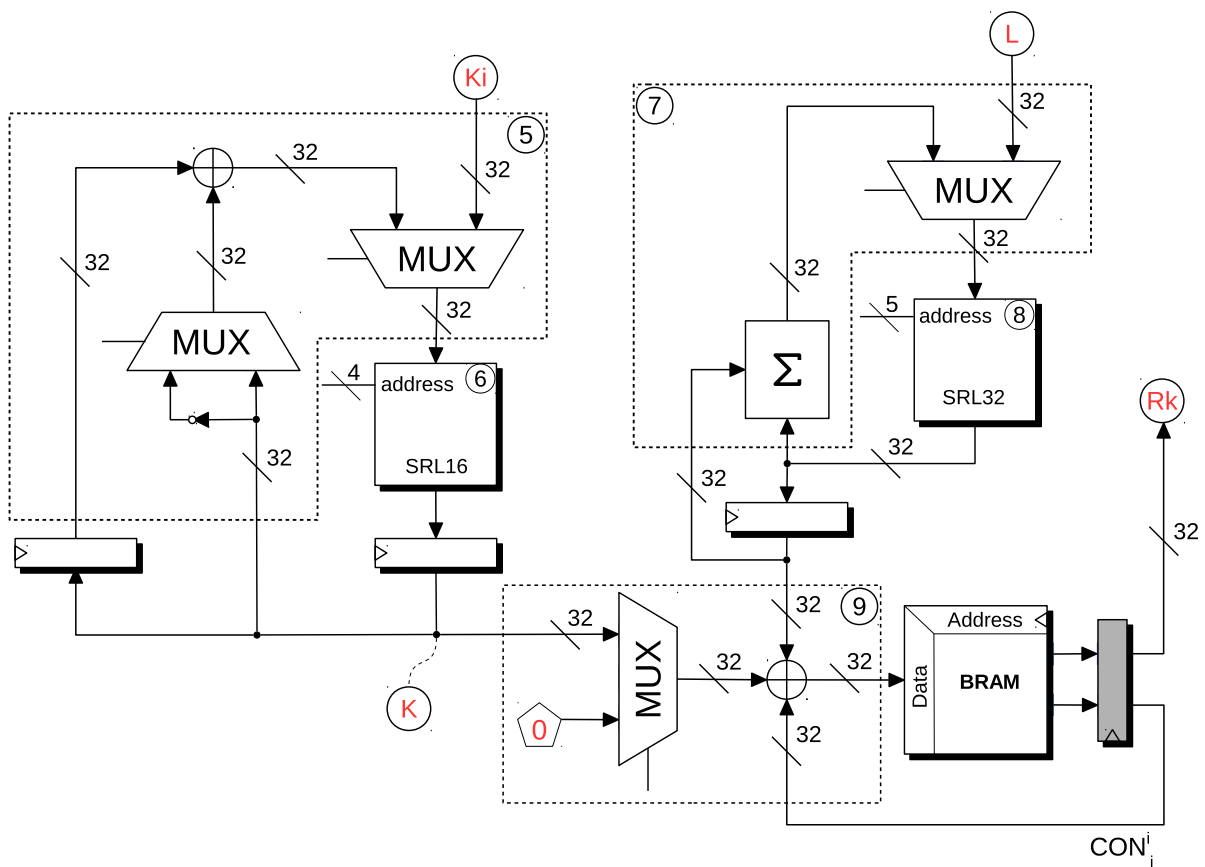 L
Ki
7
32
5
32
32
MUX
32
MUX
32
32
32
32
MUX
32
5
address 8
Σ
SRL32
4
address 6
SRL16
32
Rk
32
32
32
32
32
9
MUX
32
32
Address
Data
BRAM
K
0
32
CON i j